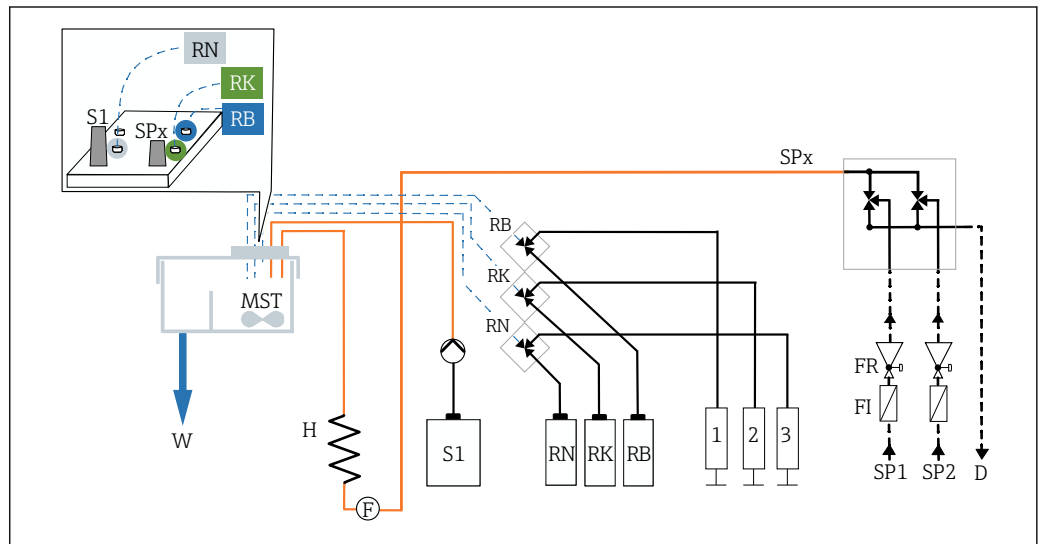 RN
RK
RB
S1
SPx
SPx
RB
RK
RN
MST
W
H
F
S1
RN
RK
RB
1
2
3
FR
FI
SP1
SP2
D